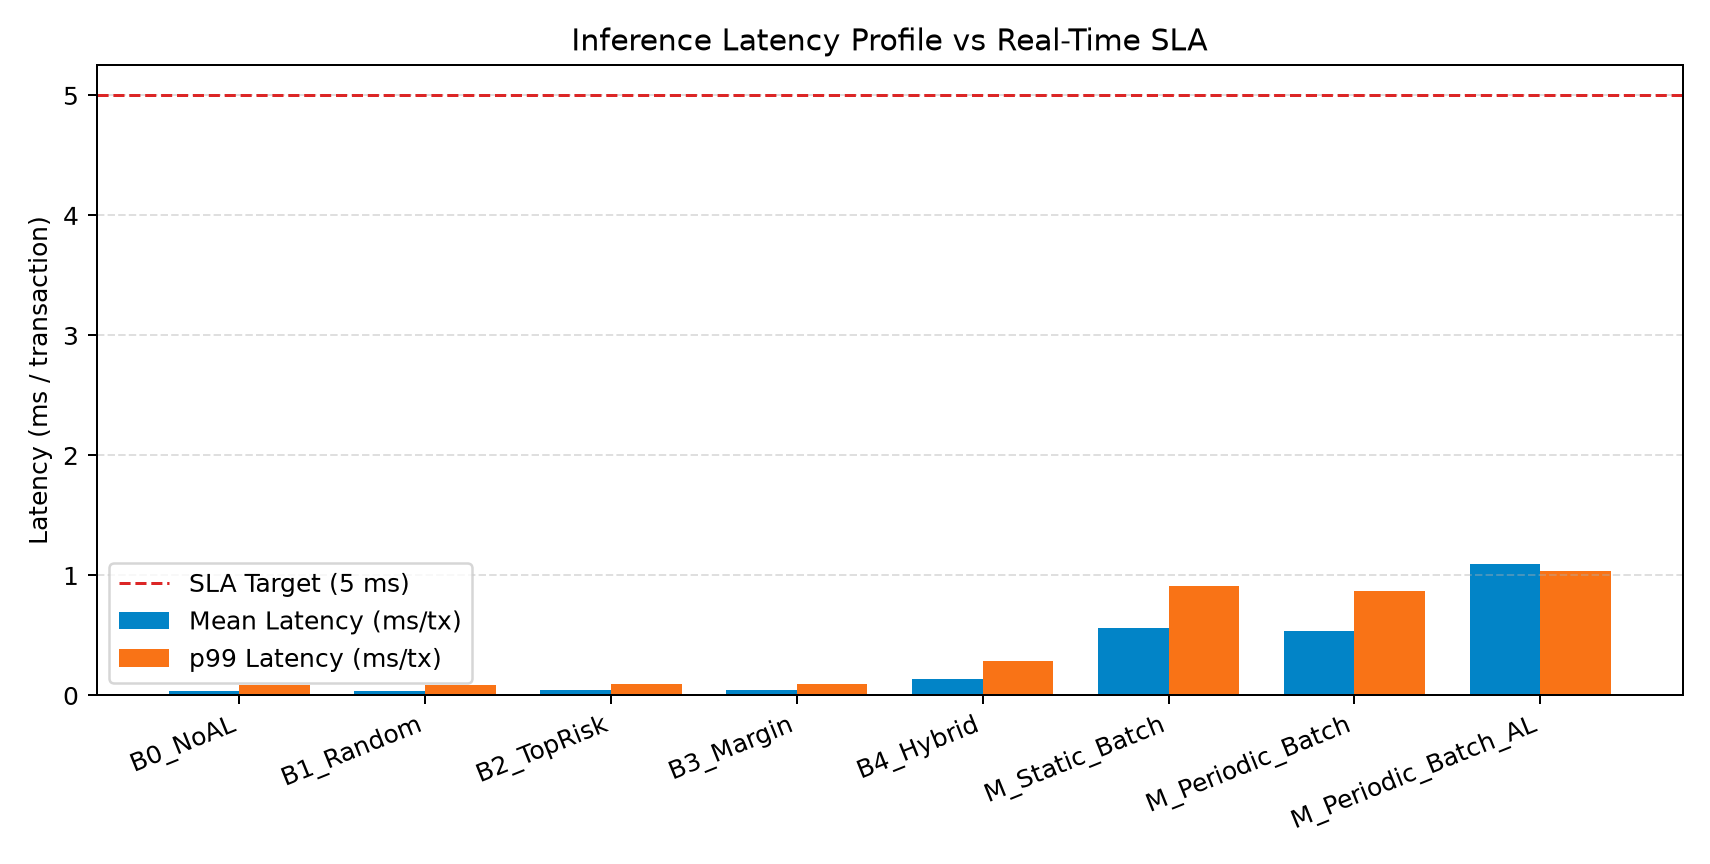 Inference Latency Profile vs Real-Time SLA
Latency (ms / transaction)
5
4
3
2
1
0
SLA Target (5 ms)
Mean Latency (ms/tx)
p99 Latency (ms/tx)
B0_NoAL
B1_Random
B2_TopRisk
B3_Margin
B4_Hybrid
M_Static_Batch
M_Periodic_Batch
M_Periodic_Batch_AL